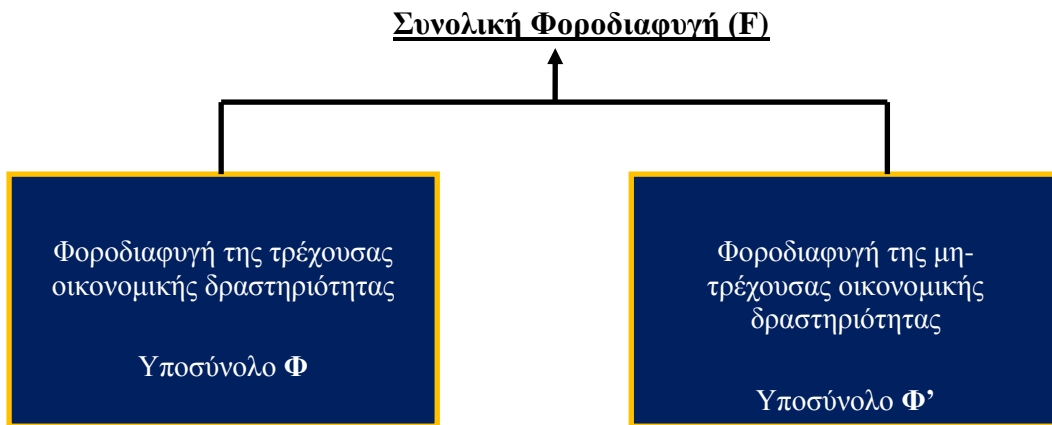 Συνολική Φοροδιαφυγή (F)
Φοροδιαφυγή της τρέχουσας
οικονομικής δραστηριότητας
Υποσύνολο Φ
Φοροδιαφυγή της μη-
τρέχουσας οικονομικής
δραστηριότητας
Υποσύνολο Φ’